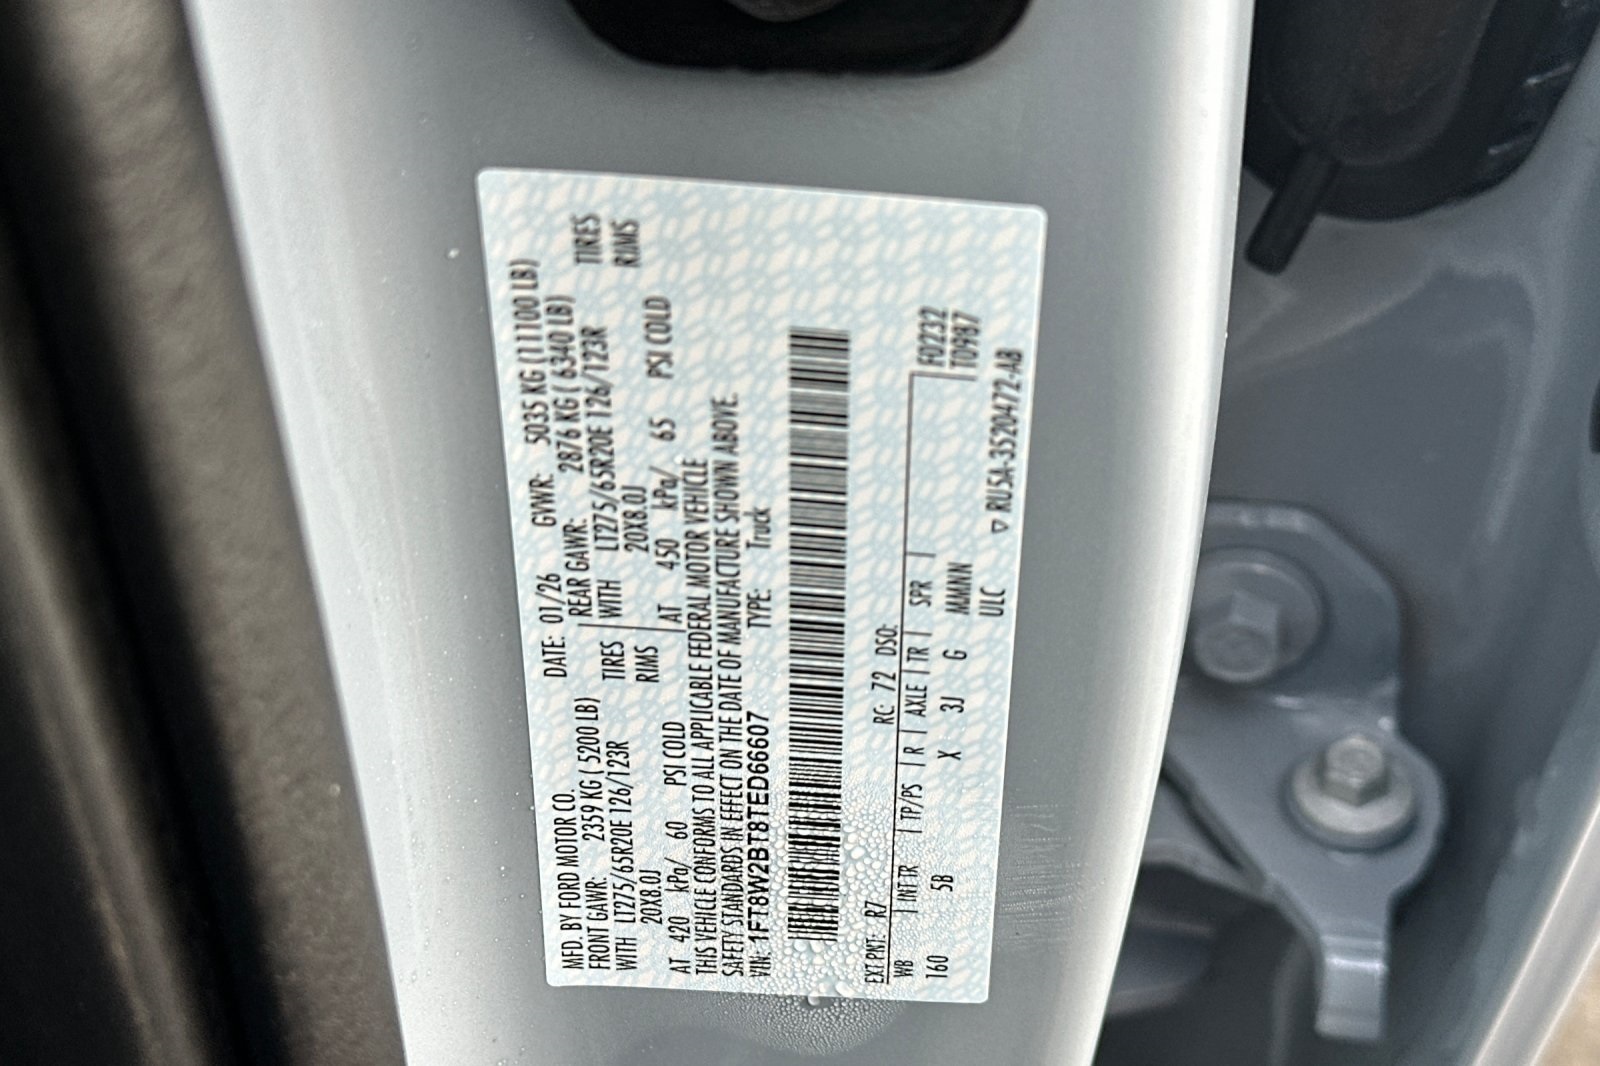 MFD. BY FORD MOTOR CO.
DATE: 01/26 GVWR: 5035 KG (11100 LB)
FRONT GAWR: 2359 KG ( 5200 LB)
REAR GAWR: 2876 KG ( 6340 LB)
WITH LT275/65R20E 126/123R TIRES
WITH LT275/65R20E 126/123R TIRES
20X8.0J RIMS
20X8.0J RIMS
AT 420 kPa/ 60 PSI COLD
AT 450 kPa/ 65 PSI COLD
THIS VEHICLE CONFORMS TO ALL APPLICABLE FEDERAL MOTOR VEHICLE
SAFETY STANDARDS IN EFFECT ON THE DATE OF MANUFACTURE SHOWN ABOVE.
VIN: 1FT8W2BT8TED66607 TYPE: Truck
EXT PNT: R7 RC: 72 DSO: F0232
WB INT TR TP/PS R AXLE TR SPR T0987
160 5B X 3J G MMMNN
ULC
▽ RU5A-3520472-AB